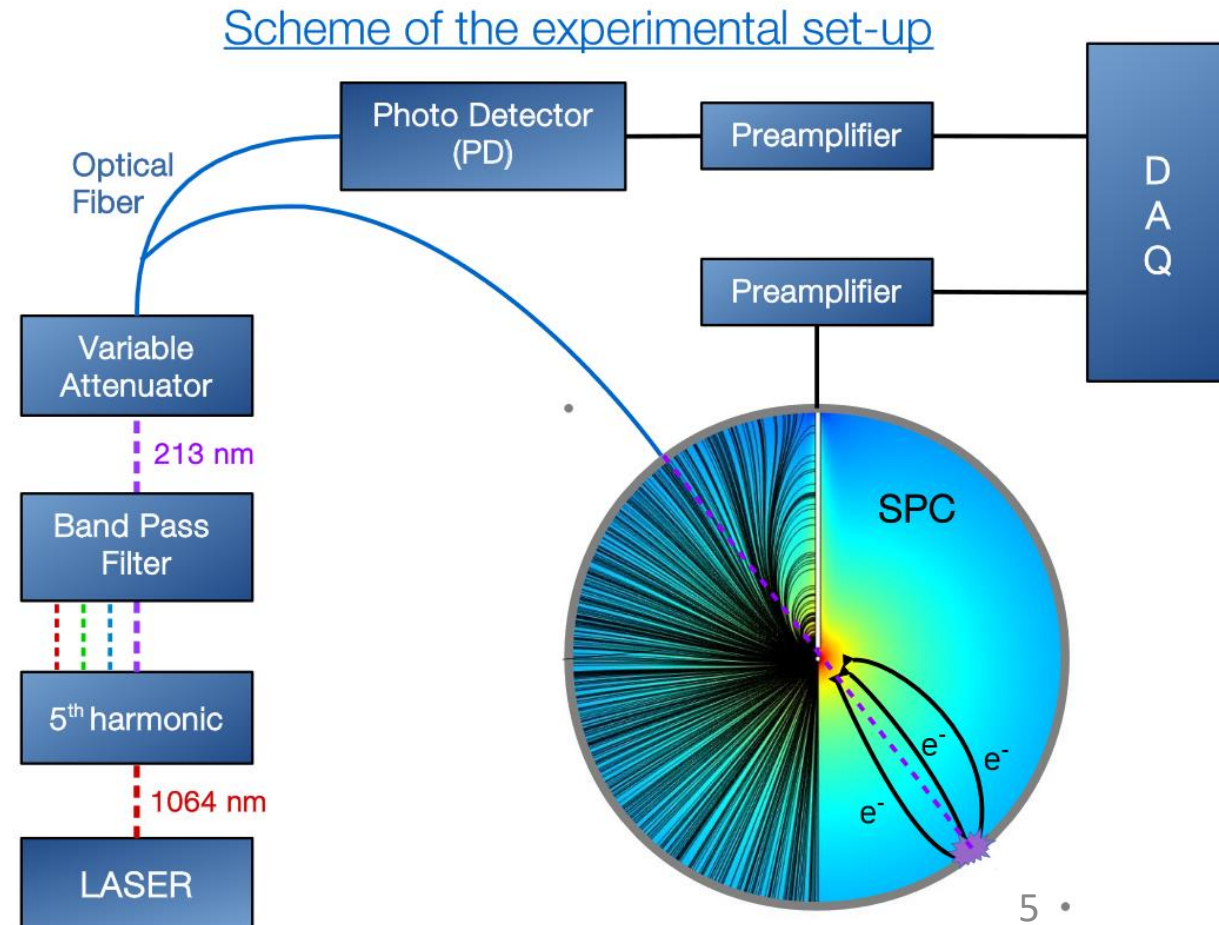 Scheme of the experimental set-up
Photo Detector
(PD)
Preamplifier
D
A
Q
Optical
Fiber
Preamplifier
Variable
Attenuator
213 nm
Band Pass
Filter
SPC
5th harmonic
e-
e-
e-
1064 nm
LASER
5